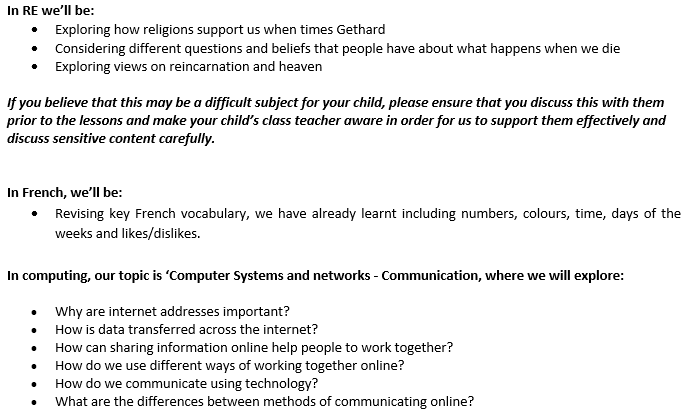 In RE we'll be:
• Exploring how religions support us when times Gethard
• Considering different questions and beliefs that people have about what happens when we die
• Exploring views on reincarnation and heaven
If you believe that this may be a difficult subject for your child, please ensure that you discuss this with them
prior to the lessons and make your child's class teacher aware in order for us to support them effectively and
discuss sensitive content carefully.
In French, we'll be:
• Revising key French vocabulary, we have already learnt including numbers, colours, time, days of the
weeks and likes/dislikes.
In computing, our topic is 'Computer Systems and networks - Communication, where we will explore:
• Why are internet addresses important?
• How is data transferred across the internet?
• How can sharing information online help people to work together?
• How do we use different ways of working together online?
• How do we communicate using technology?
• What are the differences between methods of communicating online?